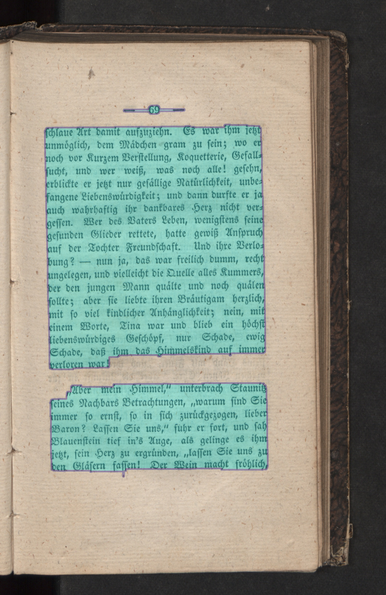 schlaue Art damit aufzuziehn. Es war ihm jetzt
unmöglich, dem Mädchen gram zu sein; wo er
noch vor Kurzem Verstellung, Koquetterie, Gefall-
sucht, und wer weiß, was noch alle! gesehn,
erblickte er jetzt nur gefällige Natürlichkeit, unbe-
fangene Liebenswürdigkeit; und dann durfte er ja
auch wahrhaftig ihr dankbares Herz nicht ver-
gessen. Wer des Vaters Leben, wenigstens seine
gesunden Glieder rettete, hatte gewiß Anspruch
auf der Tochter Freundschaft. Und ihre Verlo-
bung? — nun ja, das war freilich dumm, recht
ungelegen, und vielleicht die Quelle alles Kummers,
der den jungen Mann quälte und noch quälen
sollte; aber sie liebte ihren Bräutigam herzlich,
mit so viel kindlicher Anhänglichkeit; nein, mit
einem Worte, Tina war und blieb ein höchst
liebenswürdiges Geschöpf, nur Schade, ewig
Schade, daß ihm das Himmelskind auf immer
verloren war!
„Aber mein Himmel,“ unterbrach Staunitz
seines Nachbars Betrachtungen, „warum sind Sie
immer so ernst, so in sich zurückgezogen, lieber
Baron? Lassen Sie uns,“ fuhr er fort, und sah
Blauenstein tief in's Auge, als gelinge es ihm
jetzt, sein Herz zu ergründen, „lassen Sie uns zu
den Gläsern fassen! Der Wein macht fröhlich,